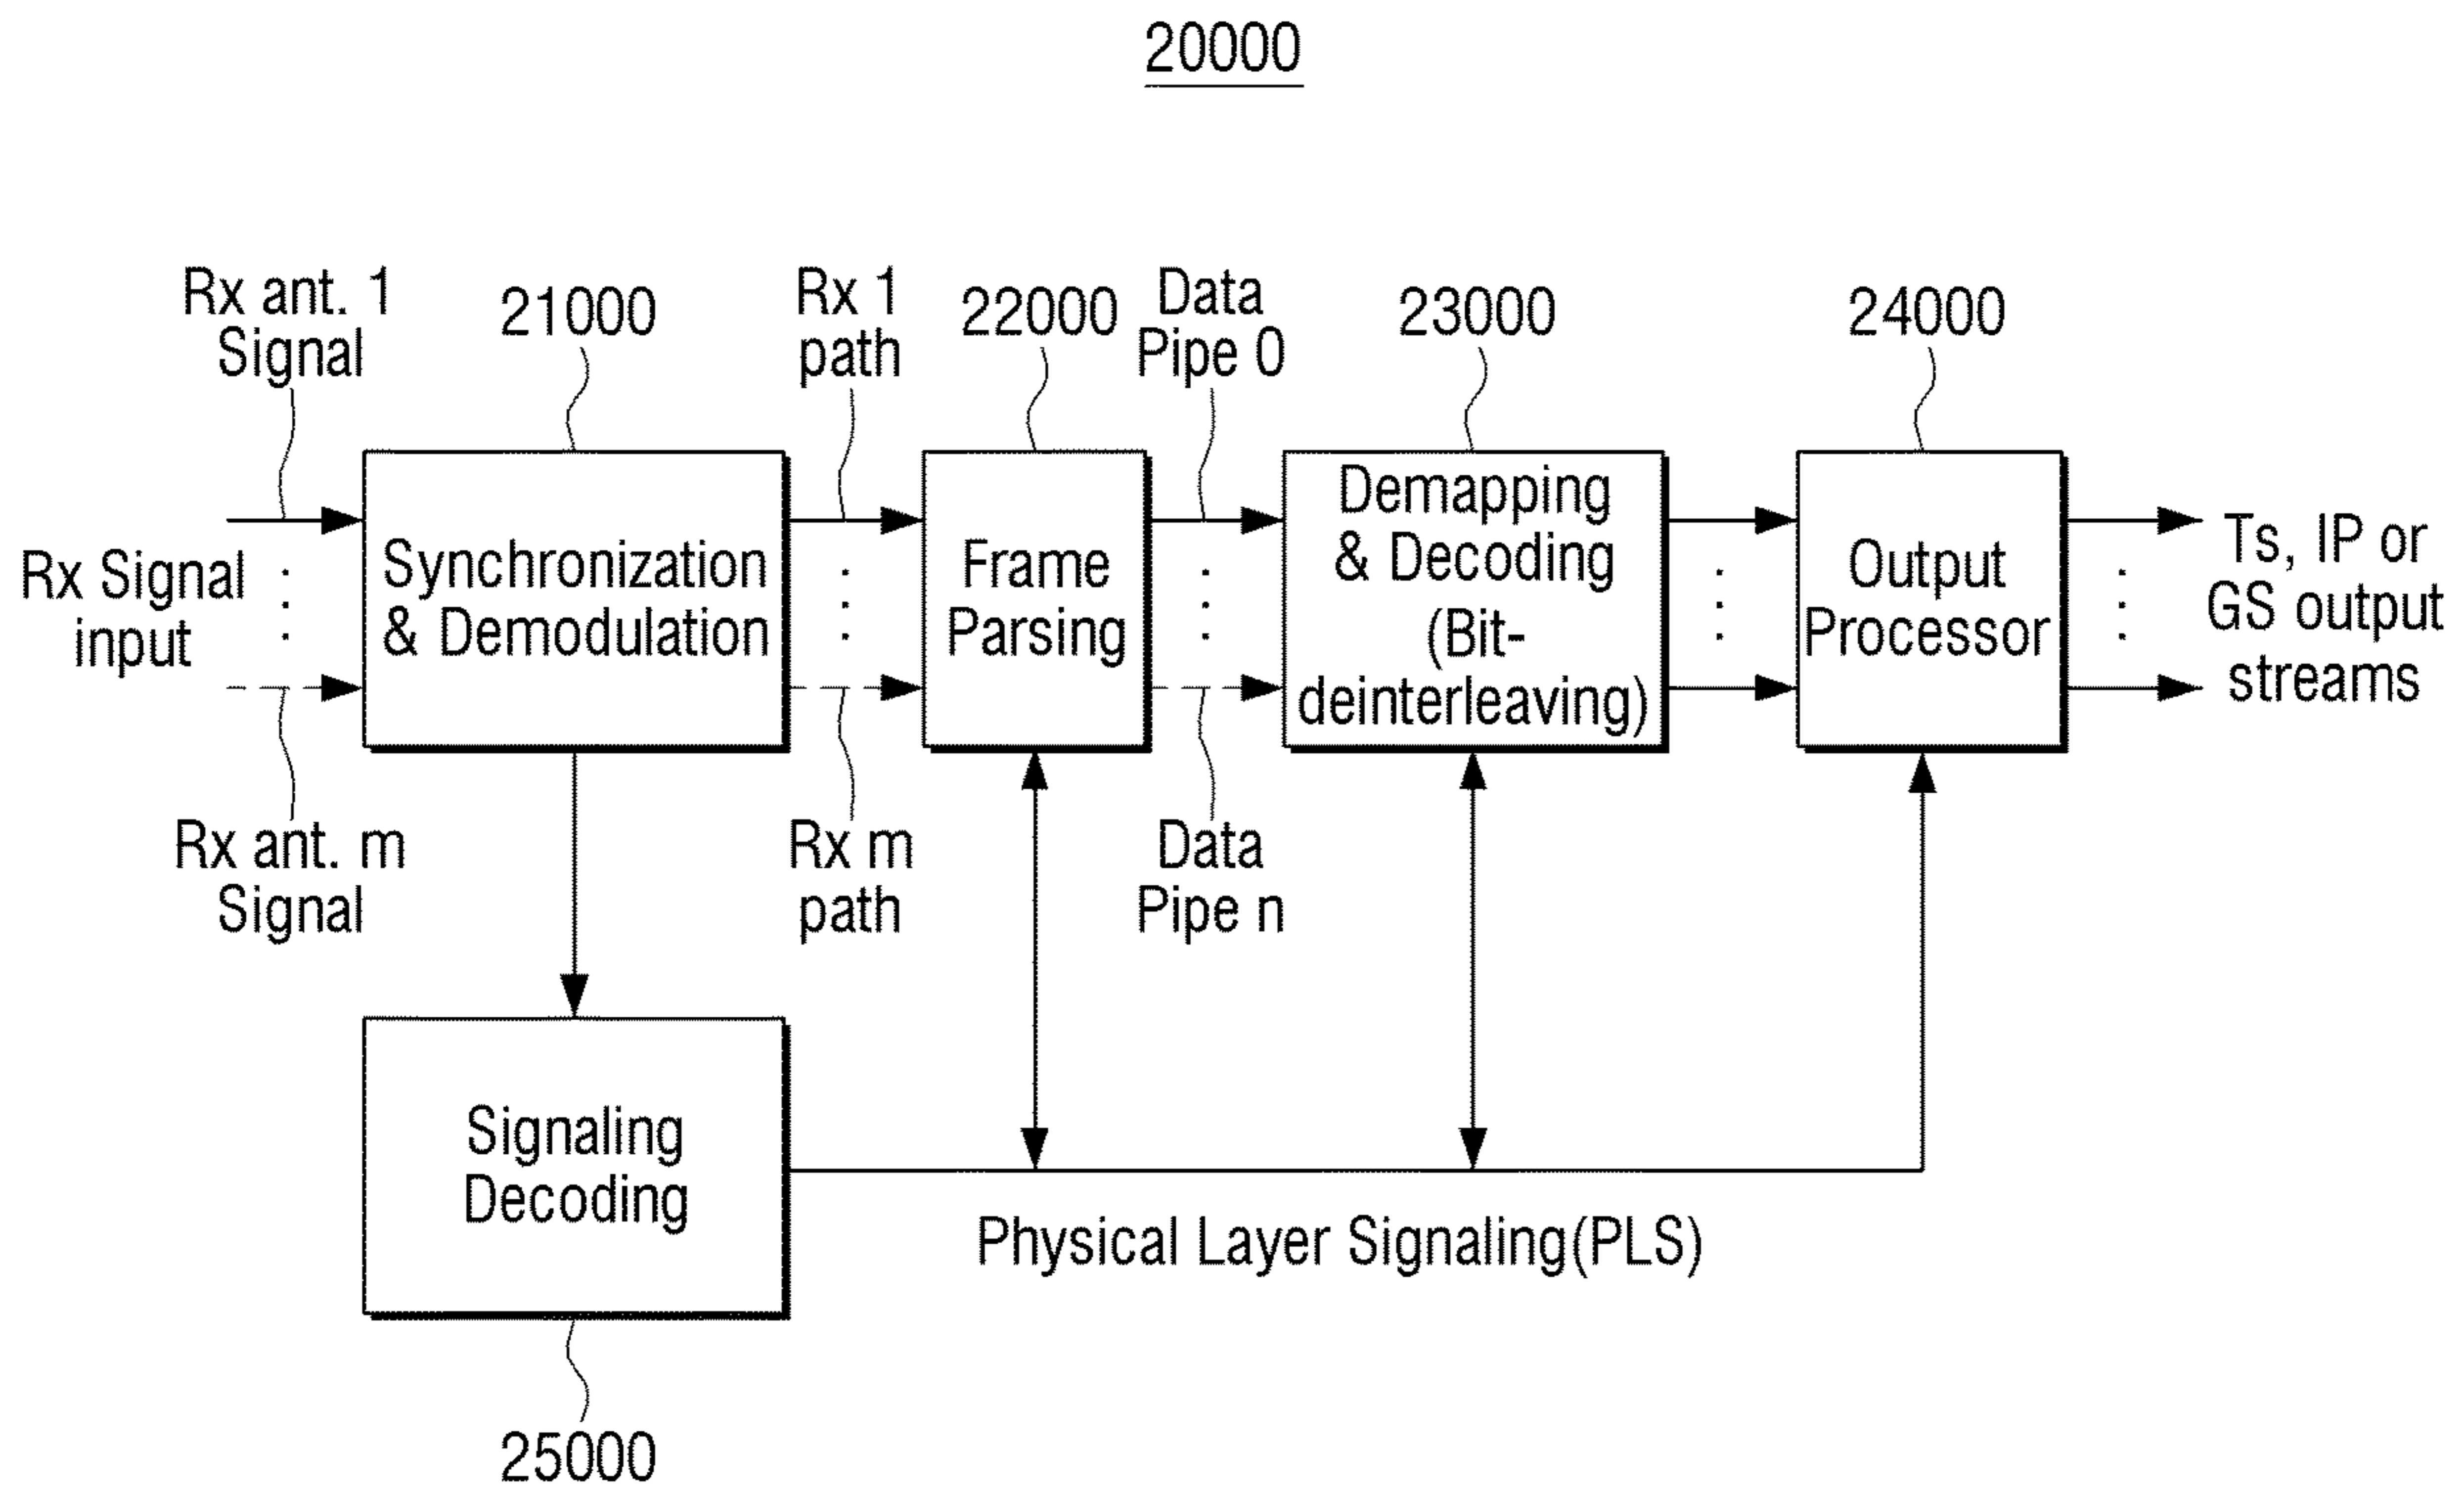 20000
Rx ant. 1
Signal
21000
Rx 1
path
22000
Data
Pipe 0
23000
24000
Rx Signal
input
Synchronization
& Demodulation
Frame
Parsing
Demapping
& Decoding
(Bit-
deinterleaving)
Output
Processor
Ts, IP or
GS output
streams
Rx ant. m
Signal
Rx m
path
Data
Pipe n
Signaling
Decoding
Physical Layer Signaling(PLS)
25000